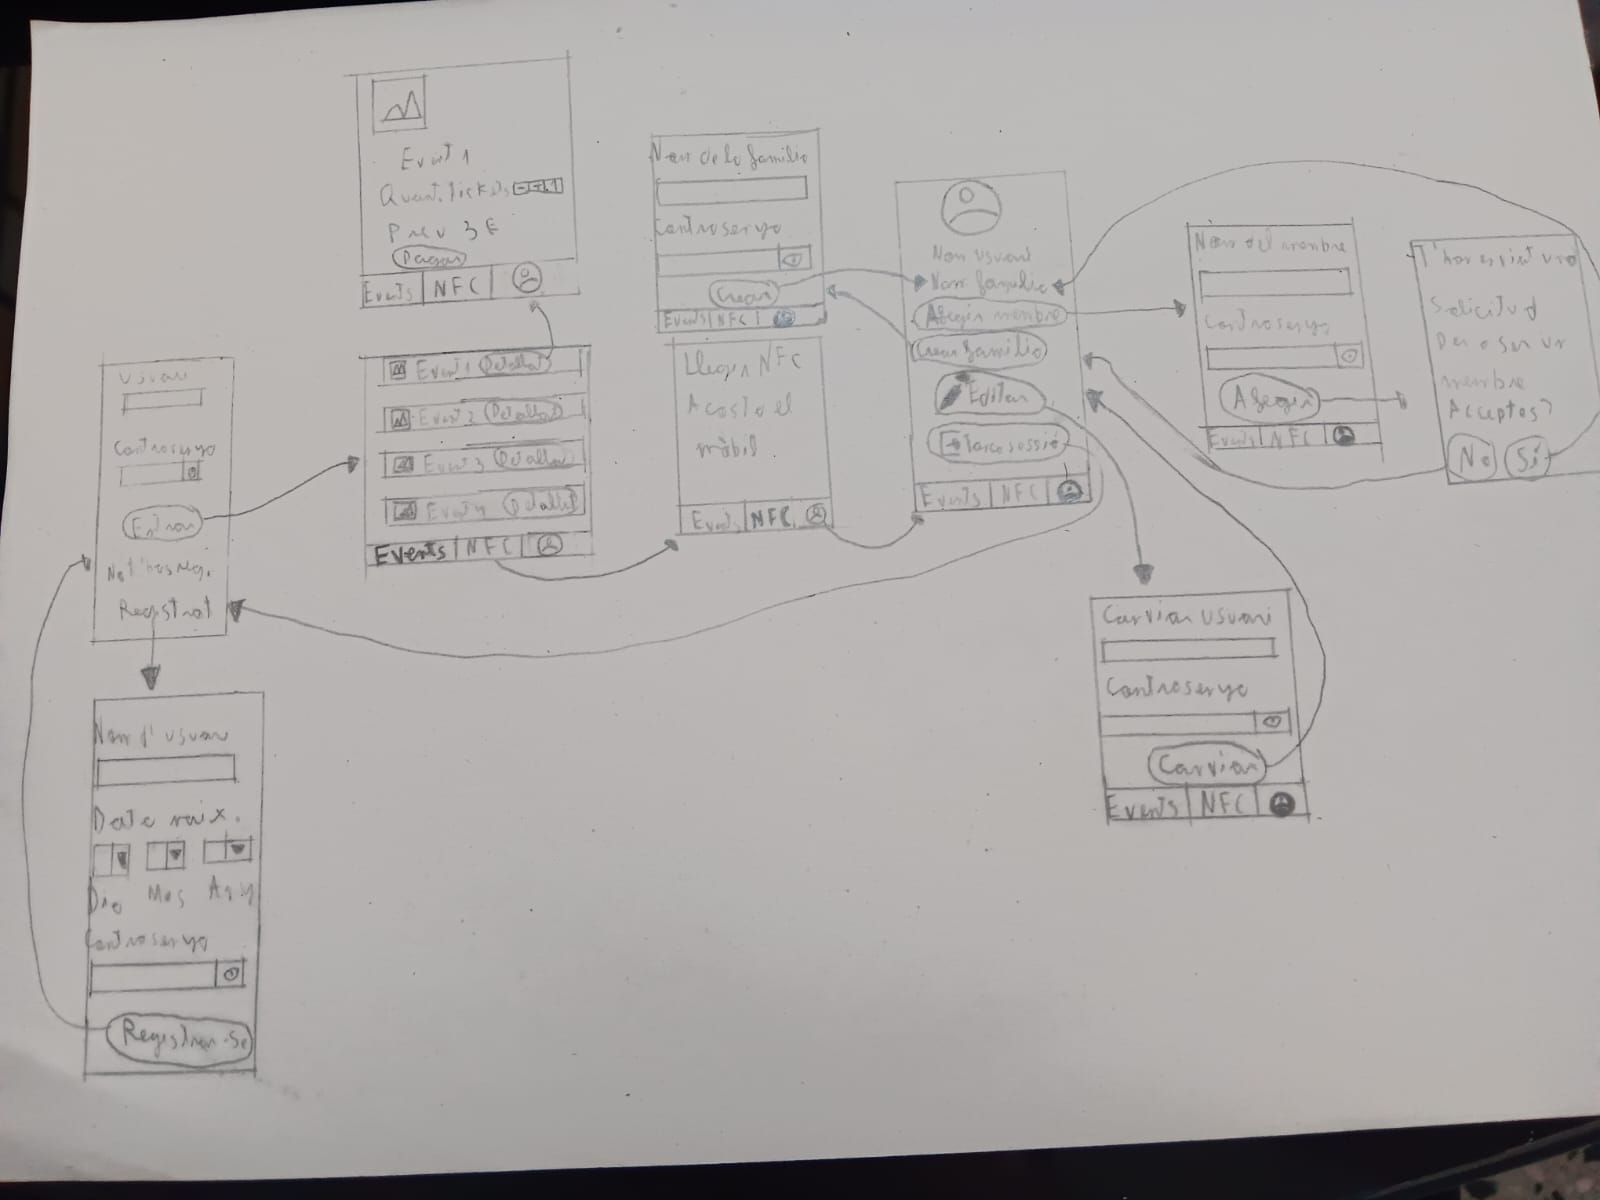 Event 1
Quant. tickets - +1
Preu 3€
Pagar
Events NFC
Nom de la familia
Contrasenya
Crear
Events NFC
Nom usuari
Nom familia
Afegir membre
Crear familia
Editar
Tanca sessió
Events NFC
Nom del membre
Contrasenya
Afegir
Events NFC
T'han enviat una
Solicitud
per a ser un
membre
Acceptes?
No Sí
Usuari
Contrasenya
Entrar
No t'has reg.
Registrat
Event 1 Detalls
Event 2 Detalls
Event 3 Detalls
Event 4 Detalls
Events NFC
Llegir NFC
Acosta el
mòbil
Events NFC
Canviar usuari
Contrasenya
Canviar
Events NFC
Nom d'usuari
Data naix.
Dia Mes Any
Contrasenya
Registrar-se